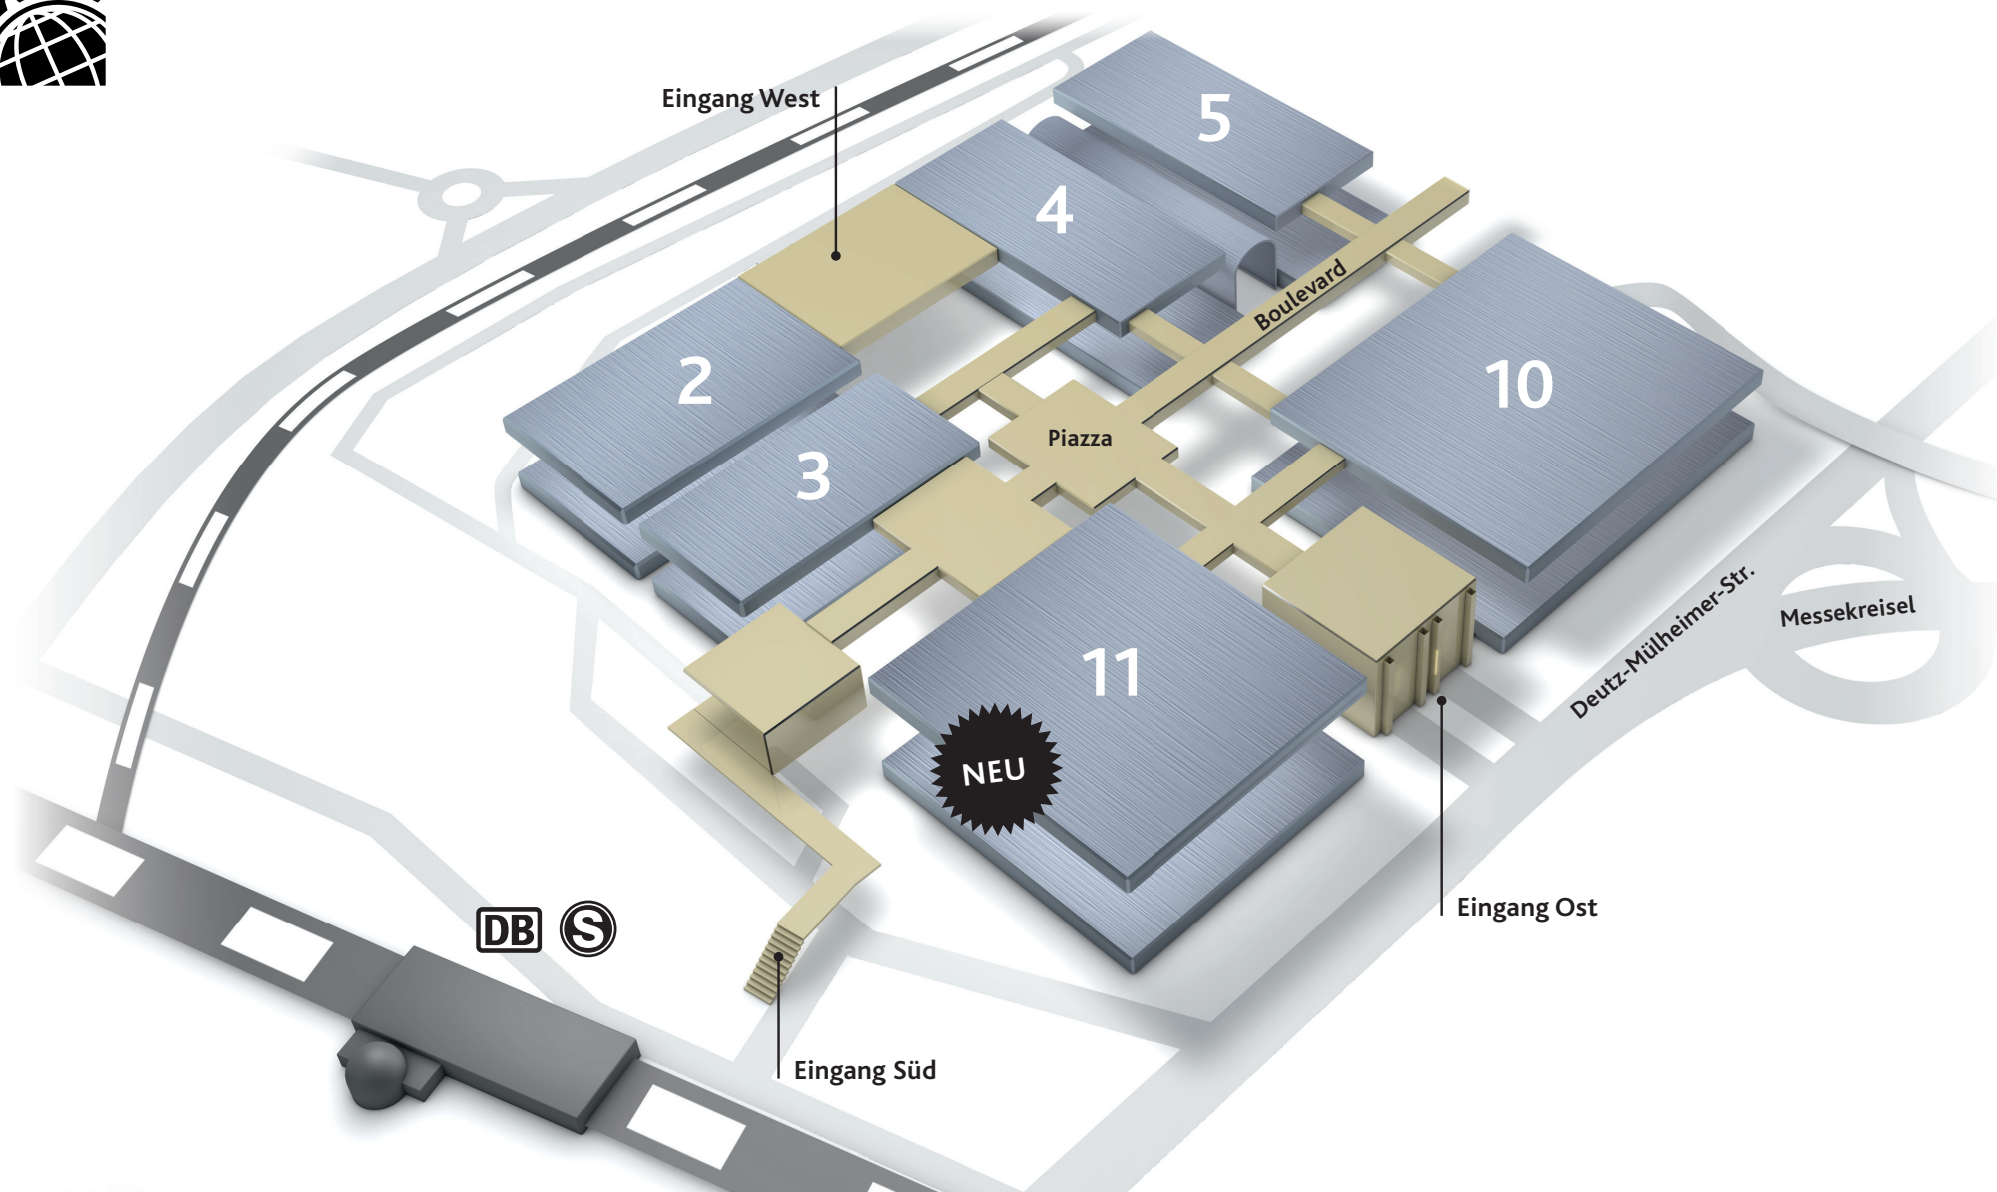 Eingang West
5
4
Boulevard
2
10
Piazza
3
Deutz-Mülheimer-Str.
Messekreisel
11
NEU
Eingang Ost
DB
S
Eingang Süd